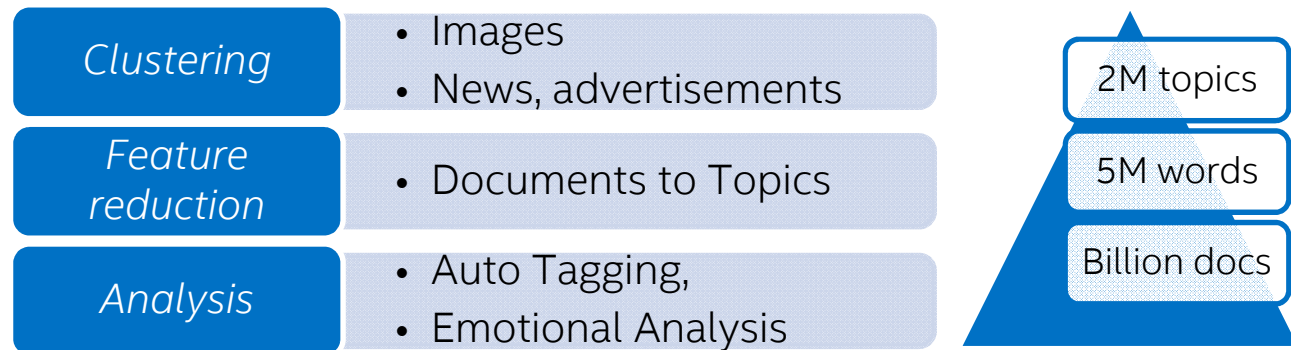 Clustering
• Images
• News, advertisements
Feature
reduction
• Documents to Topics
Analysis
• Auto Tagging,
• Emotional Analysis
2M topics
5M words
Billion docs